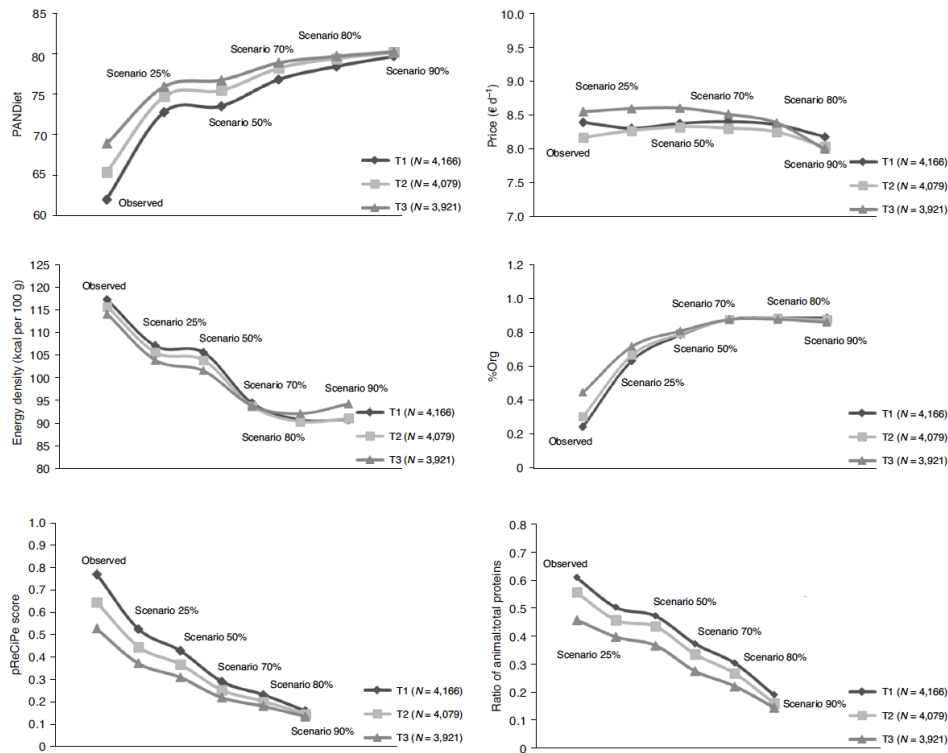 PANDiet
85
80
75
70
65
60
Scenario 25%
Scenario 70%
Scenario 80%
Scenario 90%
Scenario 50%
Observed
T1 (N = 4,166)
T2 (N = 4,079)
T3 (N = 3,921)
Price (€ d–1)
10.0
9.5
9.0
8.5
8.0
7.5
7.0
Scenario 25%
Scenario 70%
Scenario 80%
Observed
Scenario 50%
Scenario 90%
T1 (N = 4,166)
T2 (N = 4,079)
T3 (N = 3,921)
Energy density (kcal per 100 g)
125
120
115
110
105
100
95
90
85
80
Observed
Scenario 25%
Scenario 50%
Scenario 70%
Scenario 90%
Scenario 80%
T1 (N = 4,166)
T2 (N = 4,079)
T3 (N = 3,921)
%Org
1.2
1.0
0.8
0.6
0.4
0.2
0
Scenario 70%
Scenario 80%
Scenario 50%
Scenario 90%
Scenario 25%
Observed
T1 (N = 4,166)
T2 (N = 4,079)
T3 (N = 3,921)
pReCiPe score
1.0
0.9
0.8
0.7
0.6
0.5
0.4
0.3
0.2
0.1
0
Observed
Scenario 25%
Scenario 50%
Scenario 70%
Scenario 80%
Scenario 90%
T1 (N = 4,166)
T2 (N = 4,079)
T3 (N = 3,921)
Ratio of animal:total proteins
0.8
0.7
0.6
0.5
0.4
0.3
0.2
0.1
0
Observed
Scenario 50%
Scenario 70%
Scenario 25%
Scenario 80%
Scenario 90%
T1 (N = 4,166)
T2 (N = 4,079)
T3 (N = 3,921)